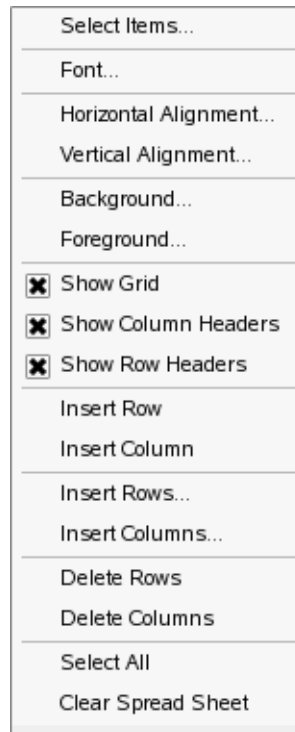 Select Items...
Font...
Horizontal Alignment...
Vertical Alignment...
Background...
Foreground...
Show Grid
Show Column Headers
Show Row Headers
Insert Row
Insert Column
Insert Rows...
Insert Columns...
Delete Rows
Delete Columns
Select All
Clear Spread Sheet